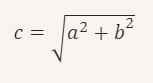 c = √(a² + b²)